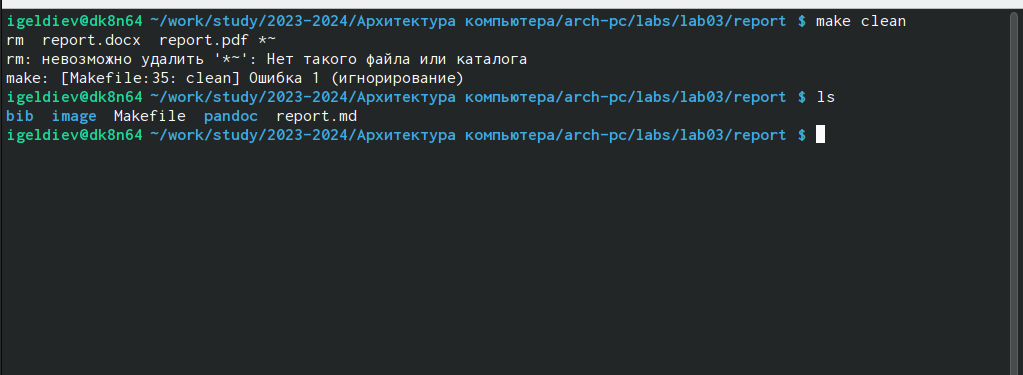 igeldiev@dk8n64 ~/work/study/2023-2024/Архитектура компьютера/arch-pc/labs/lab03/report $ make clean
rm  report.docx  report.pdf *~
rm: невозможно удалить '*~': Нет такого файла или каталога
make: [Makefile:35: clean] Ошибка 1 (игнорирование)
igeldiev@dk8n64 ~/work/study/2023-2024/Архитектура компьютера/arch-pc/labs/lab03/report $ ls
bib  image  Makefile  pandoc  report.md
igeldiev@dk8n64 ~/work/study/2023-2024/Архитектура компьютера/arch-pc/labs/lab03/report $